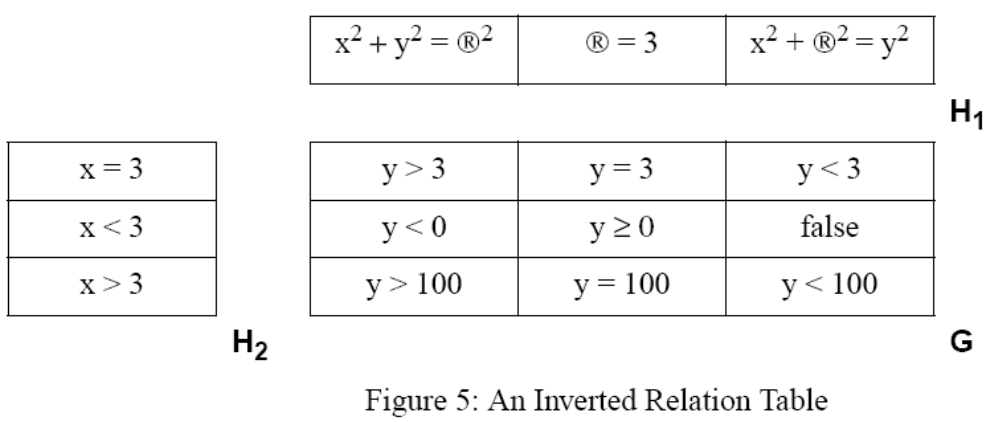 x² + y² = ®² ® = 3 x² + ®² = y²
H₁
x = 3 y > 3 y = 3 y < 3
x < 3 y < 0 y ≥ 0 false
x > 3 y > 100 y = 100 y < 100
H₂ G
Figure 5: An Inverted Relation Table